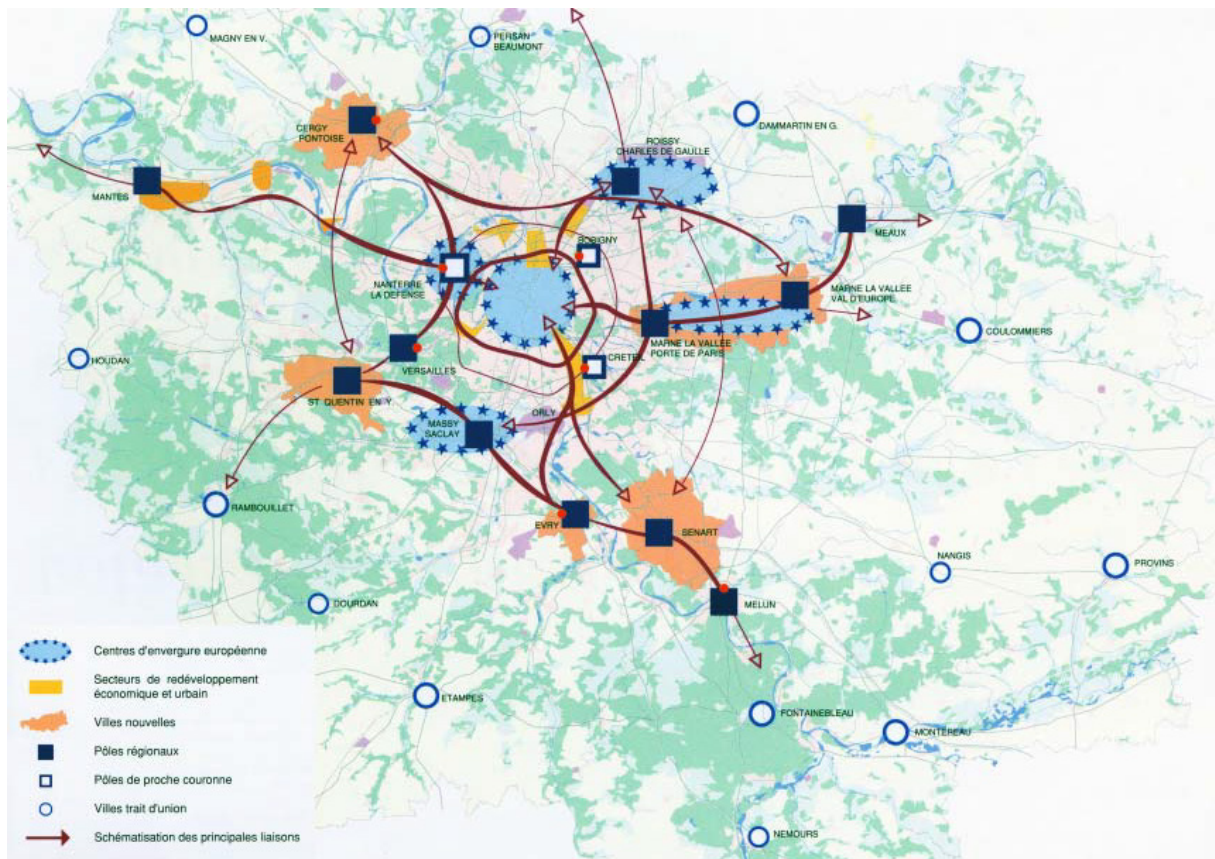 MAGNY EN V.
PERSAN
BEAUMONT
CERGY
PONTOISE
DAMMARTIN EN G.
ROISSY
CHARLES DE GAULLE
MANTES
MEAUX
BOBIGNY
NANTERRE
LA DEFENSE
MARNE LA VALLÉE
VAL D'EUROPE
COULOMMIERS
MARNE LA VALLÉE
PORTE DE PARIS
HOUDAN
VERSAILLES
CRETEIL
ST QUENTIN EN Y.
ORLY
MASSY
SACLAY
RAMBOUILLET
EVRY
SENART
NANGIS
PROVINS
DOURDAN
MELUN
ETAMPES
FONTAINEBLEAU
MONTEREAU
NEMOURS
Centres d'envergure européenne
Secteurs de redéveloppement
économique et urbain
Villes nouvelles
Pôles régionaux
Pôles de proche couronne
Villes trait d'union
Schématisation des principales liaisons